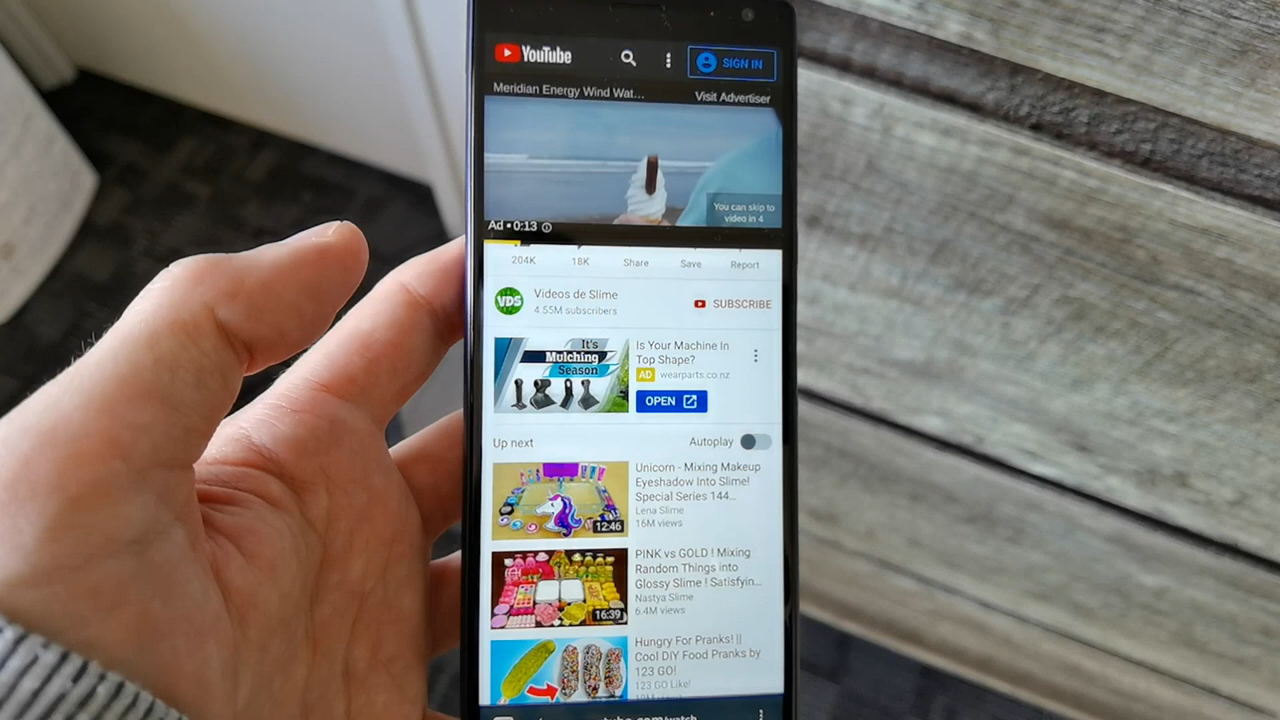 YouTube
SIGN IN
Meridian Energy Wind Wat...
Visit Advertiser
You can skip to
video in 4
Ad • 0:13
204K
18K
Share
Save
Report
VDS
Videos de Slime
4.55M subscribers
SUBSCRIBE
It's
Mulching
Season
Is Your Machine In
Top Shape?
AD wearparts.co.nz
OPEN
Up next
Autoplay
12:46
Unicorn - Mixing Makeup
Eyeshadow Into Slime!
Special Series 144...
Lena Slime
16M views
16:39
PINK vs GOLD ! Mixing
Random Things into
Glossy Slime ! Satisfyin...
Nastya Slime
6.4M views
Hungry For Pranks! ||
Cool DIY Food Pranks by
123 GO!
123 GO Like!